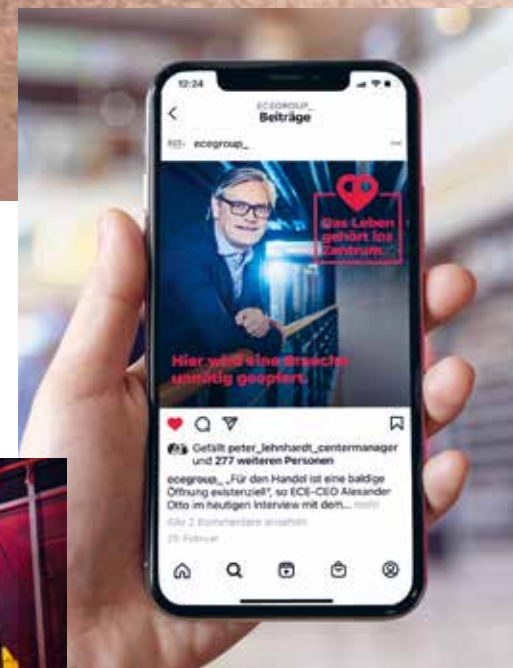 12:24
ECEGROUP_
Beiträge
ecegroup_
Das Leben
gehört ins
Zentrum.
Hier wird eine Branche
unnötig geopfert.
Gefällt peter_lehnhardt_centermanager
und 277 weiteren Personen
ecegroup_ „Für den Handel ist eine baldige
Öffnung existenziell“, so ECE-CEO Alexander
Otto im heutigen Interview mit dem... mehr
Alle 2 Kommentare ansehen
Februar